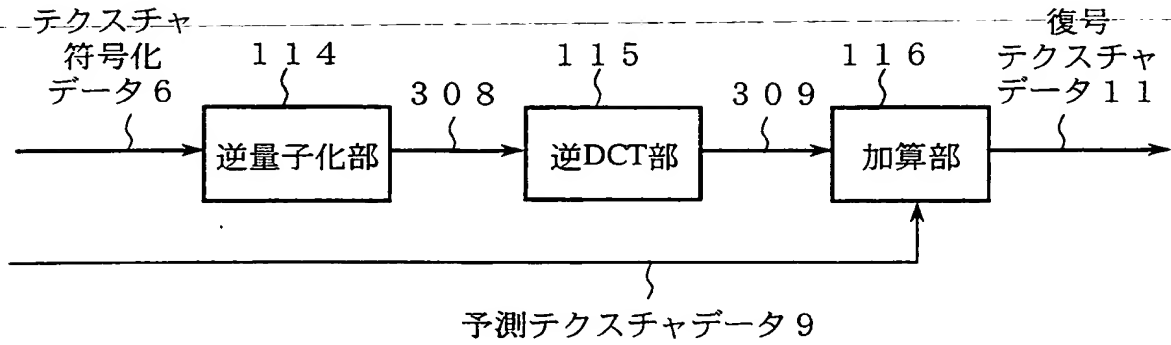 テクスチャ
符号化
データ６
１１４
３０８
１１５
３０９
１１６
復号
テクスチャ
データ１１
逆量子化部
逆DCT部
加算部
予測テクスチャデータ９